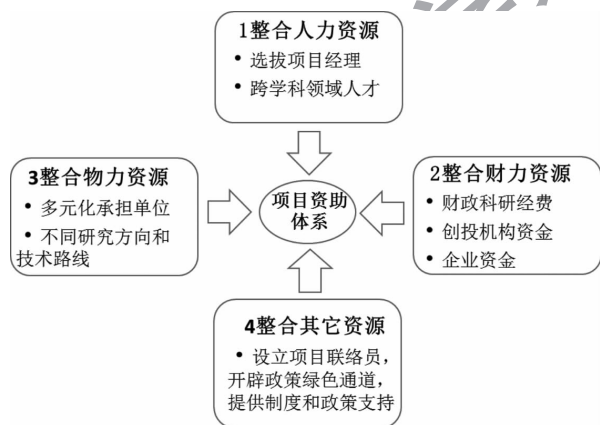 1整合人力资源
• 选拔项目经理
• 跨学科领域人才
3整合物力资源
• 多元化承担单位
• 不同研究方向和
技术路线
项目资助
体系
2整合财力资源
• 财政科研经费
• 创投机构资金
• 企业资金
4整合其它资源
• 设立项目联络员，
开辟政策绿色通道，
提供制度和政策支持